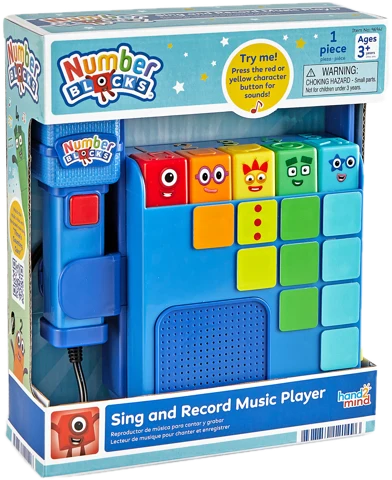 Number
BLOCKS®
Try me!
Press the red or
yellow character
button for
sounds!
1
piece
Ages
3+
WARNING:
CHOKING HAZARD - Small parts.
Not for children under 3 years.
Number
BLOCKS
Sing and Record Music Player
Reproductor de música para cantar y grabar
Lecteur de musique pour chanter et enregistrer
hand2mind